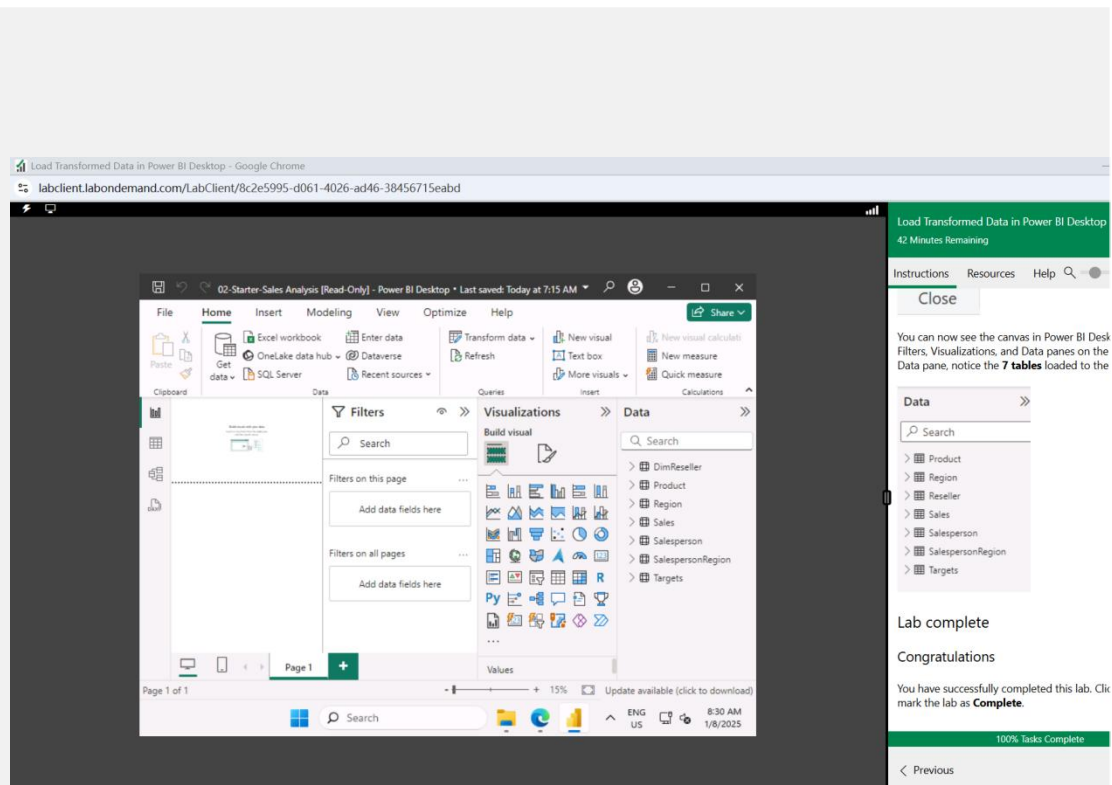 Load Transformed Data in Power BI Desktop - Google Chrome
labclient.labondemand.com/LabClient/8c2e5995-d061-4026-ad46-38456715eabd
02-Starter-Sales Analysis [Read-Only] - Power BI Desktop • Last saved: Today at 7:15 AM
File Home Insert Modeling View Optimize Help Share
Paste
Clipboard
Get data
Excel workbook
OneLake data hub
SQL Server
Enter data
Dataverse
Recent sources
Data
Transform data
Refresh
Queries
New visual
Text box
More visuals
Insert
New visual calculati
New measure
Quick measure
Calculations
Filters
Search
Filters on this page
Add data fields here
Filters on all pages
Add data fields here
Visualizations
Build visual
R
Py
Values
Data
Search
DimReseller
Product
Region
Sales
Salesperson
SalespersonRegion
Targets
Page 1
Page 1 of 1
- + 15% Update available (click to download)
Search
ENG
US
8:30 AM
1/8/2025
Load Transformed Data in Power BI Desktop
42 Minutes Remaining
Instructions Resources Help
Close
You can now see the canvas in Power BI Desk
Filters, Visualizations, and Data panes on the
Data pane, notice the 7 tables loaded to the
Data
Search
Product
Region
Reseller
Sales
Salesperson
SalespersonRegion
Targets
Lab complete
Congratulations
You have successfully completed this lab. Clic
mark the lab as Complete.
100% Tasks Complete
Previous